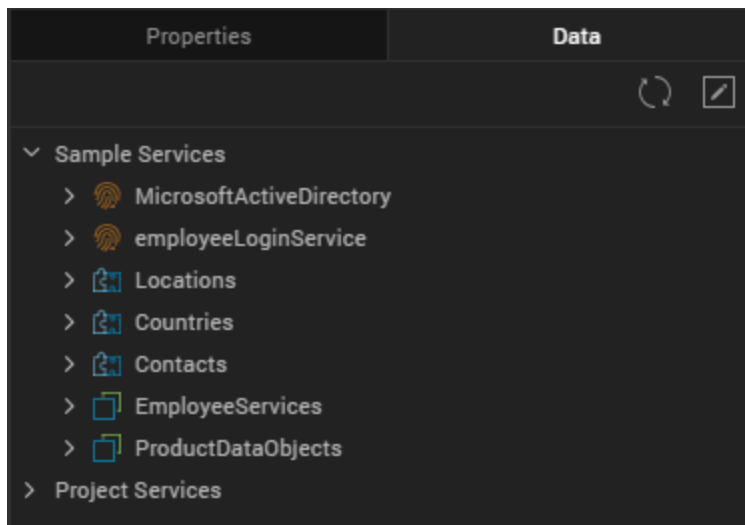 Properties
Data
Sample Services
MicrosoftActiveDirectory
employeeLoginService
Locations
Countries
Contacts
EmployeeServices
ProductDataObjects
Project Services